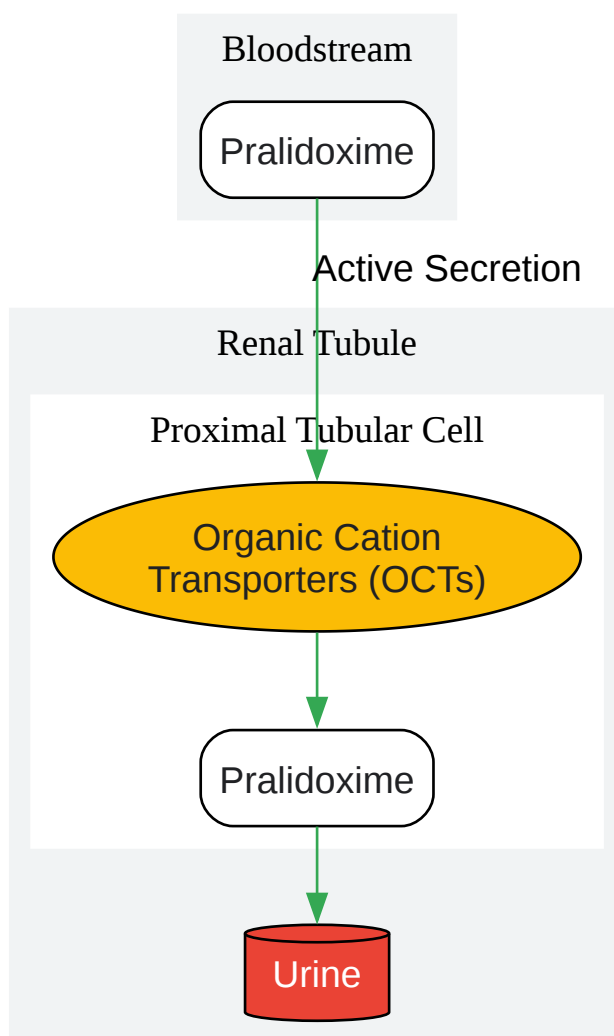 Bloodstream
Pralidoxime
Active Secretion
Renal Tubule
Proximal Tubular Cell
Organic Cation
Transporters (OCTs)
Pralidoxime
Urine